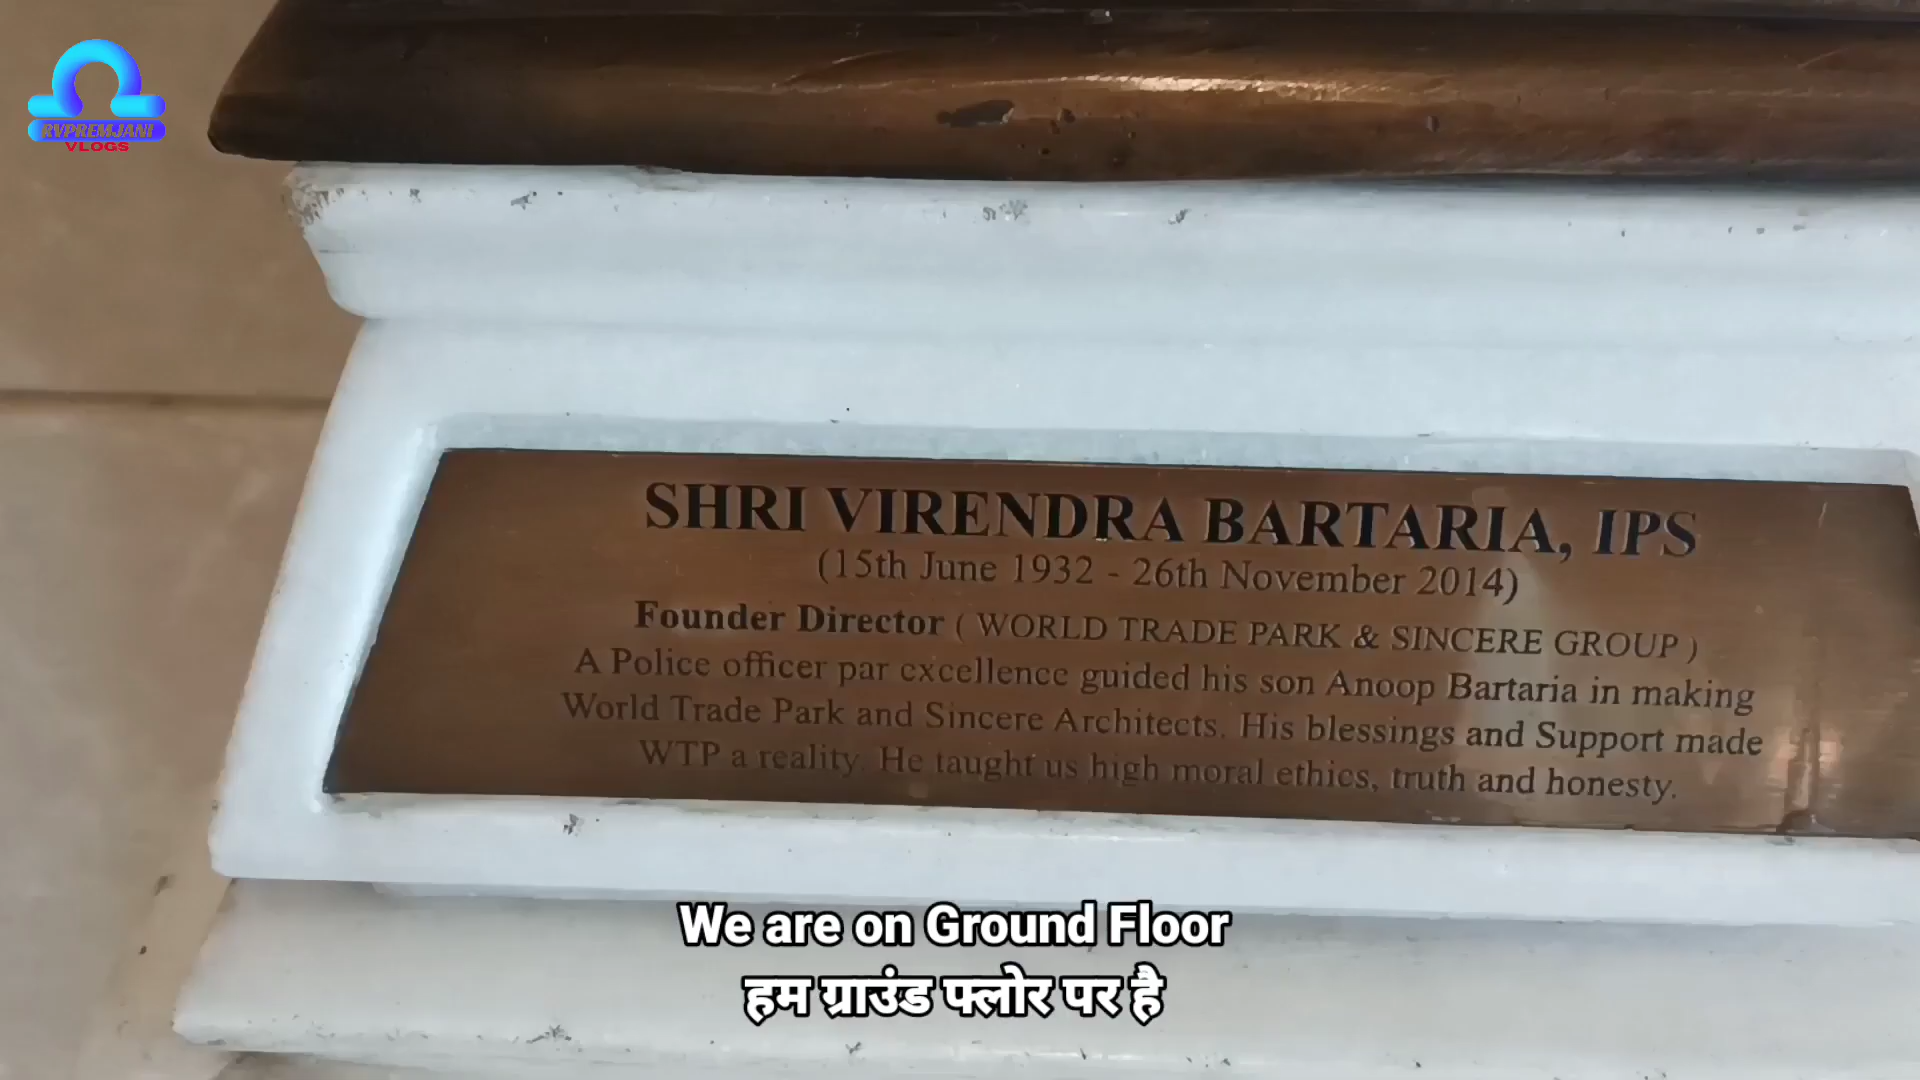 RVPREMJANI
VLOGS
SHRI VIRENDRA BARTARIA, IPS
(15th June 1932 - 26th November 2014)
Founder Director ( WORLD TRADE PARK & SINCERE GROUP )
A Police officer par excellence guided his son Anoop Bartaria in making
World Trade Park and Sincere Architects. His blessings and Support made
WTP a reality. He taught us high moral ethics, truth and honesty.
We are on Ground Floor
हम ग्राउंड फ्लोर पर है